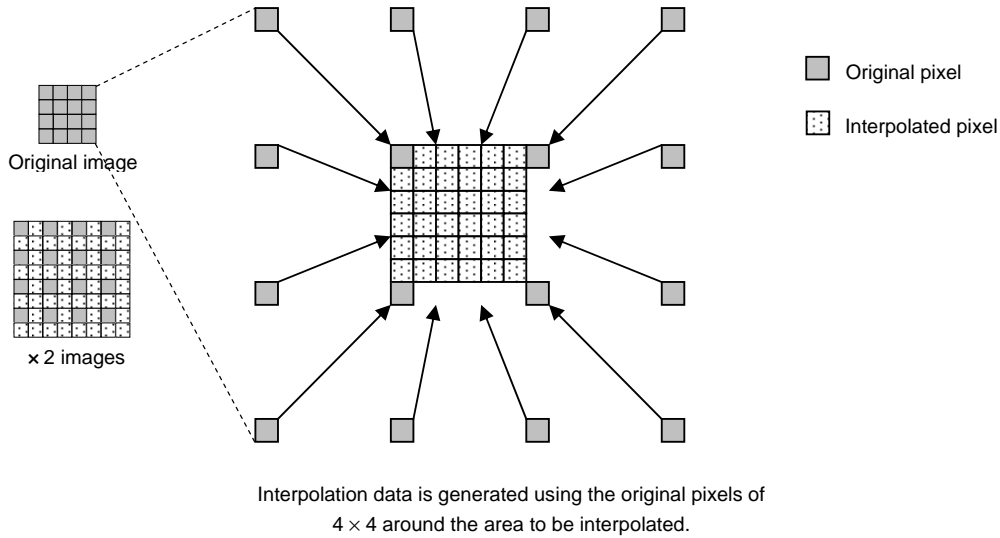 Original pixel
Interpolated pixel
Original image
× 2 images
Interpolation data is generated using the original pixels of
4 × 4 around the area to be interpolated.